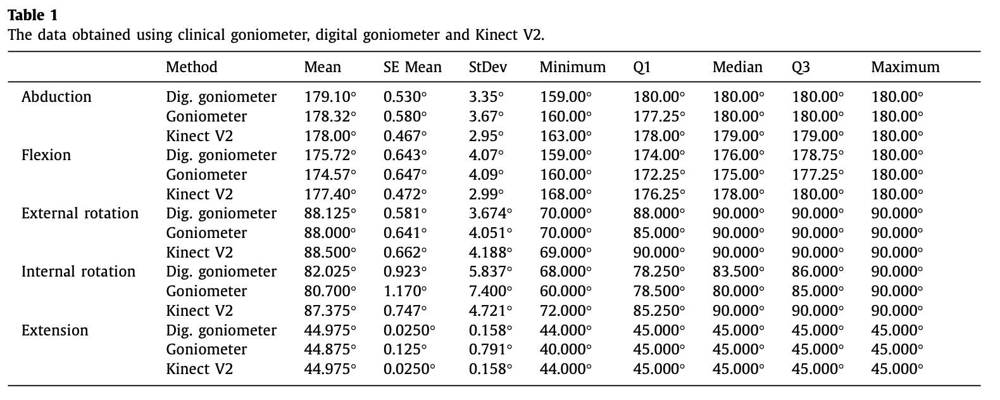 Table 1
The data obtained using clinical goniometer, digital goniometer and Kinect V2.
Method Mean SE Mean StDev Minimum Q1 Median Q3 Maximum
Abduction Dig. goniometer 179.10° 0.530° 3.35° 159.00° 180.00° 180.00° 180.00° 180.00°
Goniometer 178.32° 0.580° 3.67° 160.00° 177.25° 180.00° 180.00° 180.00°
Kinect V2 178.00° 0.467° 2.95° 163.00° 178.00° 179.00° 179.00° 180.00°
Flexion Dig. goniometer 175.72° 0.643° 4.07° 159.00° 174.00° 176.00° 178.75° 180.00°
Goniometer 174.57° 0.647° 4.09° 160.00° 172.25° 175.00° 177.25° 180.00°
Kinect V2 177.40° 0.472° 2.99° 168.00° 176.25° 178.00° 180.00° 180.00°
External rotation Dig. goniometer 88.125° 0.581° 3.674° 70.000° 88.000° 90.000° 90.000° 90.000°
Goniometer 88.000° 0.641° 4.051° 70.000° 85.000° 90.000° 90.000° 90.000°
Kinect V2 88.500° 0.662° 4.188° 69.000° 90.000° 90.000° 90.000° 90.000°
Internal rotation Dig. goniometer 82.025° 0.923° 5.837° 68.000° 78.250° 83.500° 86.000° 90.000°
Goniometer 80.700° 1.170° 7.400° 60.000° 78.500° 80.000° 85.000° 90.000°
Kinect V2 87.375° 0.747° 4.721° 72.000° 85.250° 90.000° 90.000° 90.000°
Extension Dig. goniometer 44.975° 0.0250° 0.158° 44.000° 45.000° 45.000° 45.000° 45.000°
Goniometer 44.875° 0.125° 0.791° 40.000° 45.000° 45.000° 45.000° 45.000°
Kinect V2 44.975° 0.0250° 0.158° 44.000° 45.000° 45.000° 45.000° 45.000°